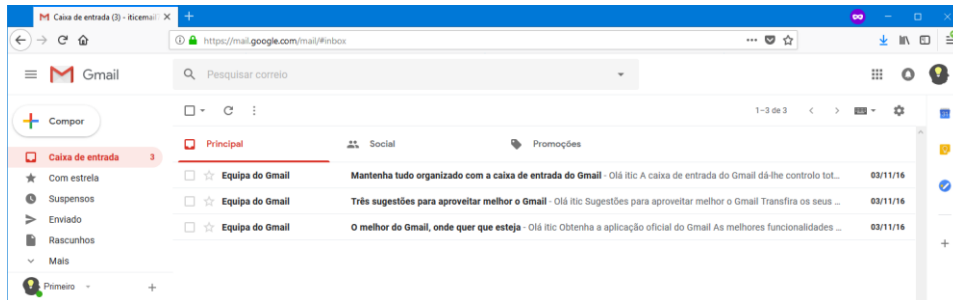 Caixa de entrada (3) - iticemail
https://mail.google.com/mail/#inbox
Gmail
Pesquisar correio
Compor
1–3 de 3
Principal
Social
Promoções
Caixa de entrada 3
Com estrela
Suspensos
Enviado
Rascunhos
Mais
Primeiro
Equipa do Gmail Mantenha tudo organizado com a caixa de entrada do Gmail - Olá itic A caixa de entrada do Gmail dá-lhe controlo tot... 03/11/16
Equipa do Gmail Três sugestões para aproveitar melhor o Gmail - Olá itic Sugestões para aproveitar melhor o Gmail Transfira os seus ... 03/11/16
Equipa do Gmail O melhor do Gmail, onde quer que esteja - Olá itic Obtenha a aplicação oficial do Gmail As melhores funcionalidades ... 03/11/16